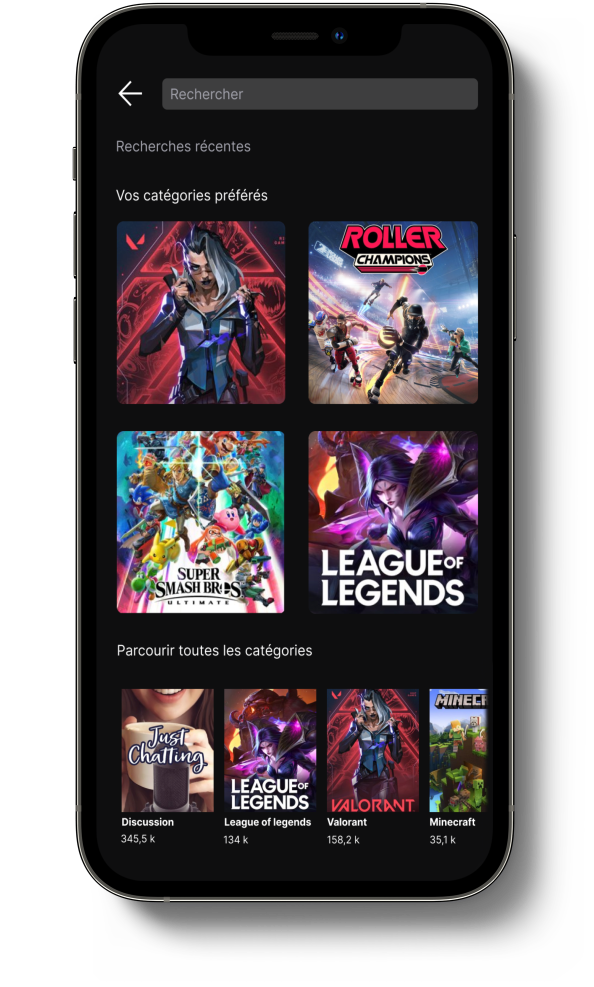 Rechercher
Recherches récentes
Vos catégories préférés
ROLLER
CHAMPIONS
SUPER
SMASH BROS
ULTIMATE
LEAGUE OF
LEGENDS
Parcourir toutes les catégories
Just
Chatting
LEAGUE OF
LEGENDS
VALORANT
MINECR
Discussion
League of legends
Valorant
Minecraft
345,5 k
134 k
158,2 k
35,1 k